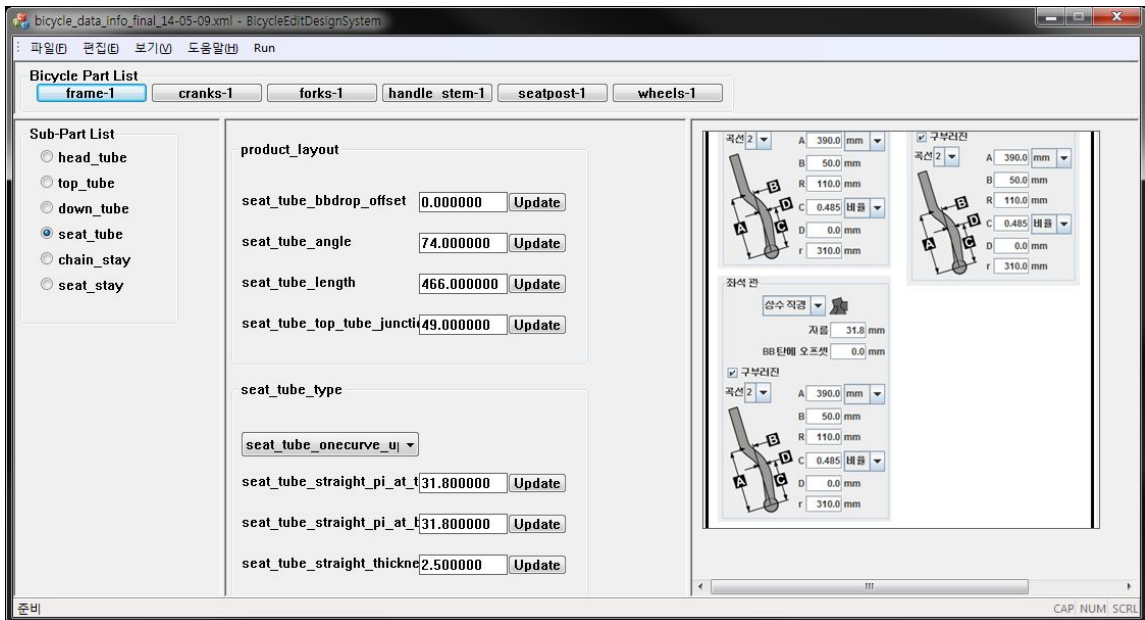 bicycle_data_info_final_14-05-09.xml - BicycleEditDesignSystem
파일(F) 편집(E) 보기(V) 도움말(H) Run
Bicycle Part List
frame-1 cranks-1 forks-1 handle_stem-1 seatpost-1 wheels-1
Sub-Part List
head_tube
top_tube
down_tube
seat_tube
chain_stay
seat_stay
product_layout
seat_tube_bbdrop_offset 0.000000 Update
seat_tube_angle 74.000000 Update
seat_tube_length 466.000000 Update
seat_tube_top_tube_juncti 49.000000 Update
seat_tube_type
seat_tube_onecurve_u
seat_tube_straight_pi_at_t 31.800000 Update
seat_tube_straight_pi_at_b 31.800000 Update
seat_tube_straight_thickne 2.500000 Update
곡선 2 A 390.0 mm
B 50.0 mm
R 110.0 mm
C 0.485 비율
D 0.0 mm
r 310.0 mm
B
D
A
C
구부러진
곡선 2 A 390.0 mm
B 50.0 mm
R 110.0 mm
C 0.485 비율
D 0.0 mm
r 310.0 mm
B
D
A
C
좌석 관
상수 직경
지름 31.8 mm
BB탄에 오프셋 0.0 mm
구부러진
곡선 2 A 390.0 mm
B 50.0 mm
R 110.0 mm
C 0.485 비율
D 0.0 mm
r 310.0 mm
B
D
A
C
준비
CAP NUM SCRL